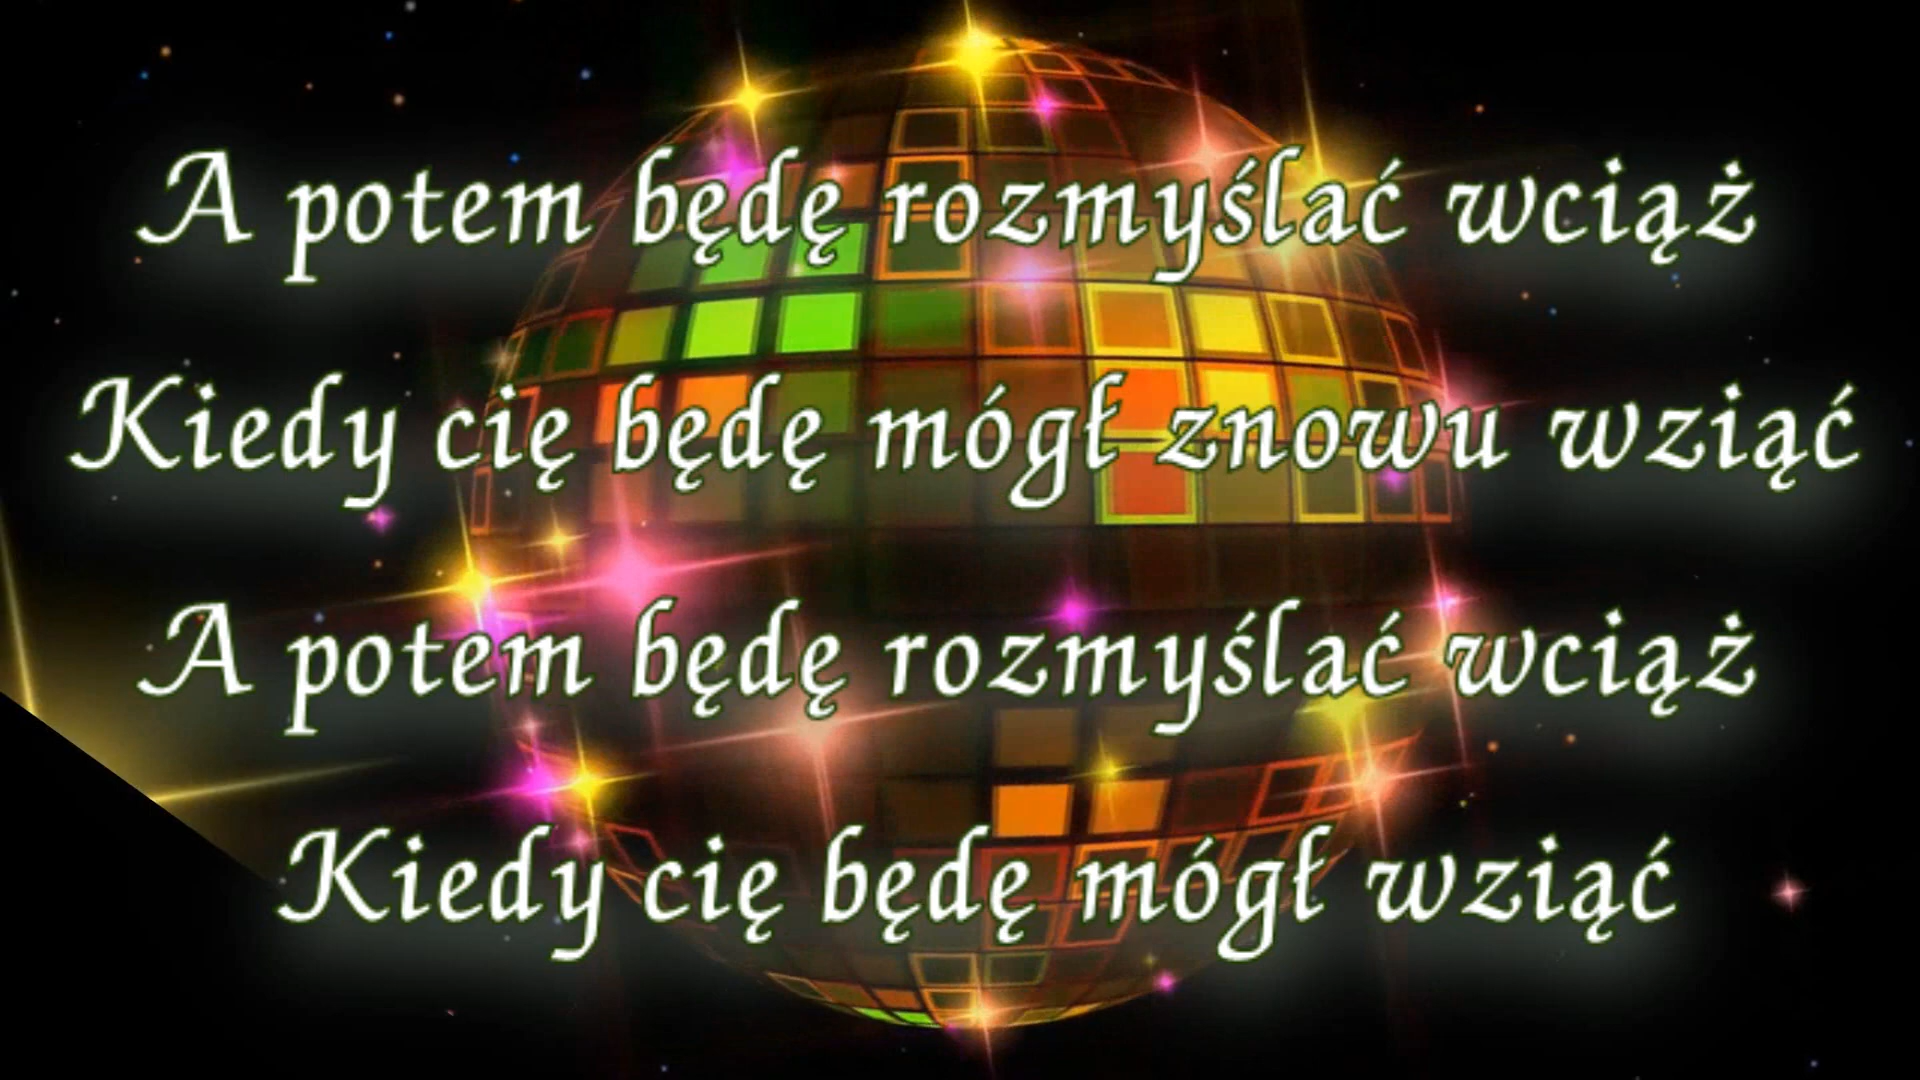 A potem będę rozmyślać wciąż
Kiedy cię będę mógł znowu wziąć
A potem będę rozmyślać wciąż
Kiedy cię będę mógł wziąć